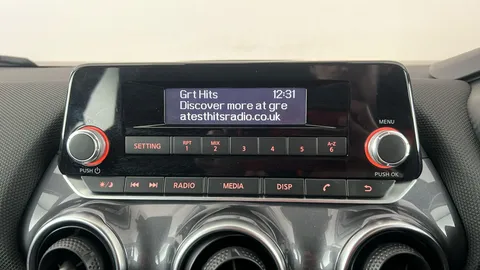 Grt Hits 12:31
Discover more at gre
atesthitsradio.co.uk
MENU
SETTING RPT 1 MIX 2 3 4 5 A-Z 6
PUSH PUSH OK
RADIO MEDIA DISP